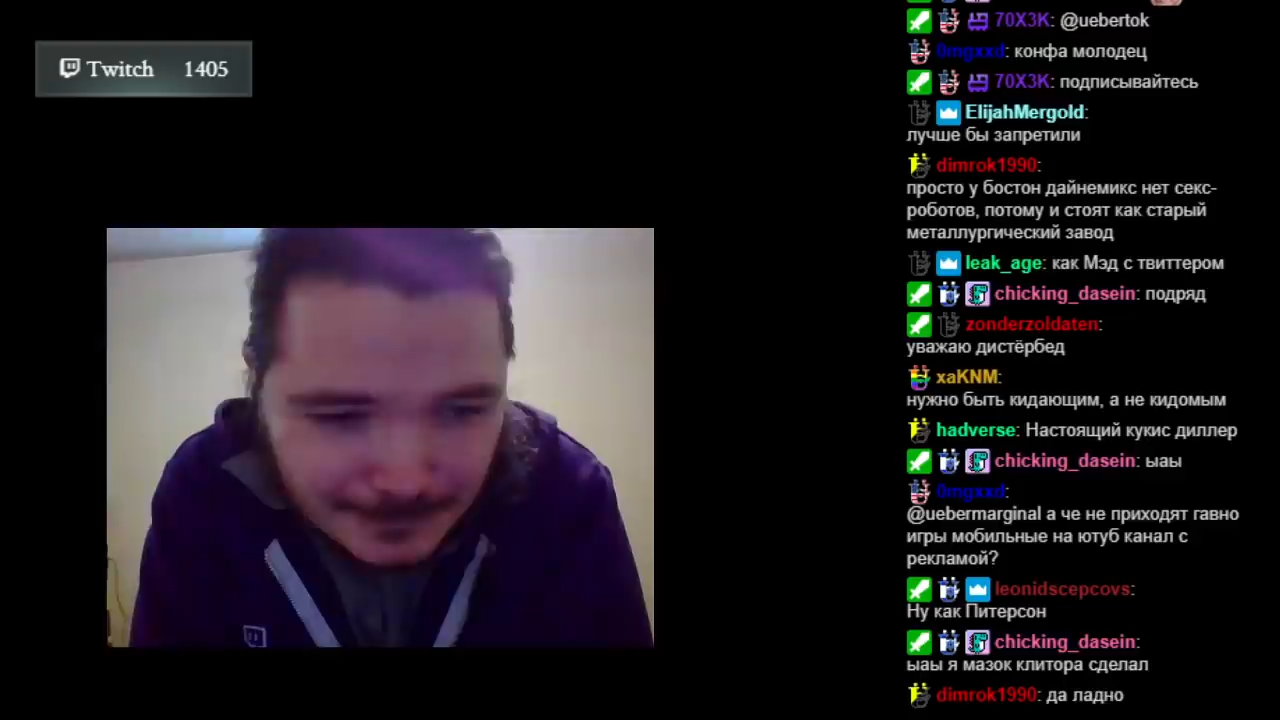 Twitch 1405
70X3K: @uebertok
0mgxxd: конфа молодец
70X3K: подписывайтесь
ElijahMergold:
лучше бы запретили
dimrok1990:
просто у бостон дайнемикс нет секс-
роботов, потому и стоят как старый
металлургический завод
leak_age: как Мэд с твиттером
chicking_dasein: подряд
zonderzoldaten:
уважаю дистёрбед
xaKNM:
нужно быть кидающим, а не кидомым
hadverse: Настоящий кукис диллер
chicking_dasein: ыаы
0mgxxd:
@uebermarginal а че не приходят гавно
игры мобильные на ютуб канал с
рекламой?
leonidscepcovs:
Ну как Питерсон
chicking_dasein:
ыаы я мазок клитора сделал
dimrok1990: да ладно